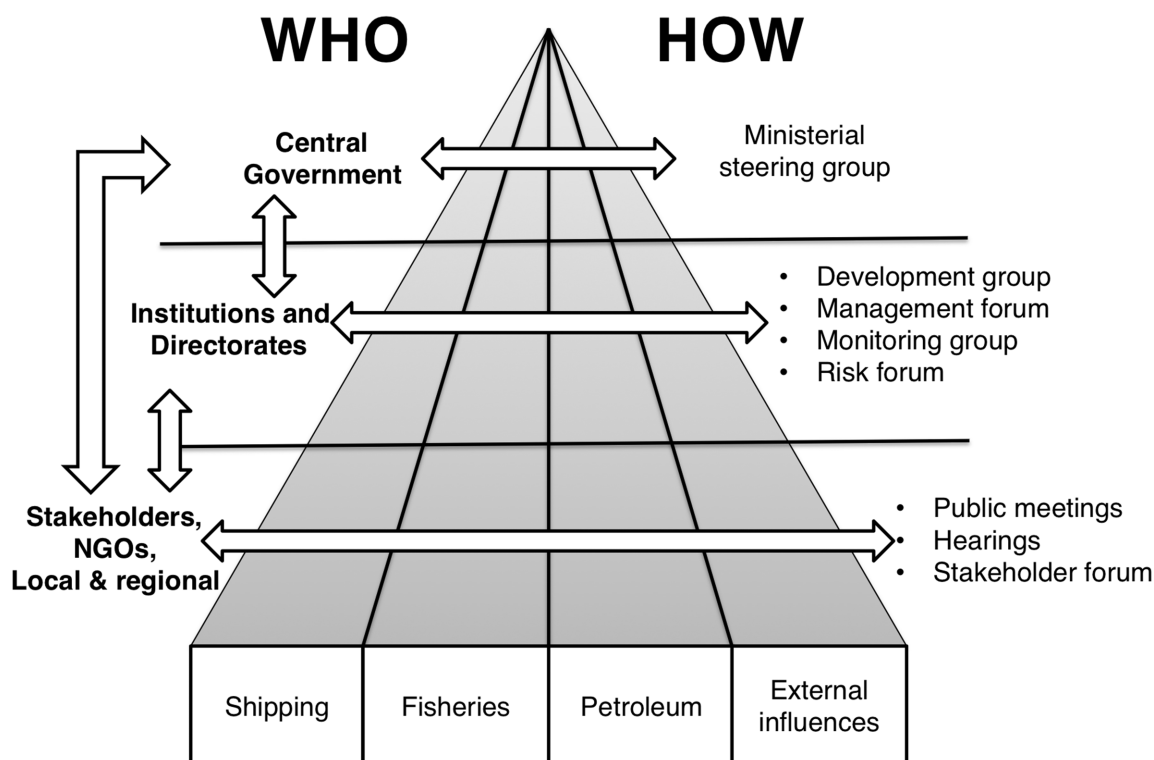 WHO
HOW
Central
Government
Ministerial
steering group
Institutions and
Directorates
• Development group
• Management forum
• Monitoring group
• Risk forum
Stakeholders,
NGOs,
Local & regional
• Public meetings
• Hearings
• Stakeholder forum
Shipping
Fisheries
Petroleum
External
influences